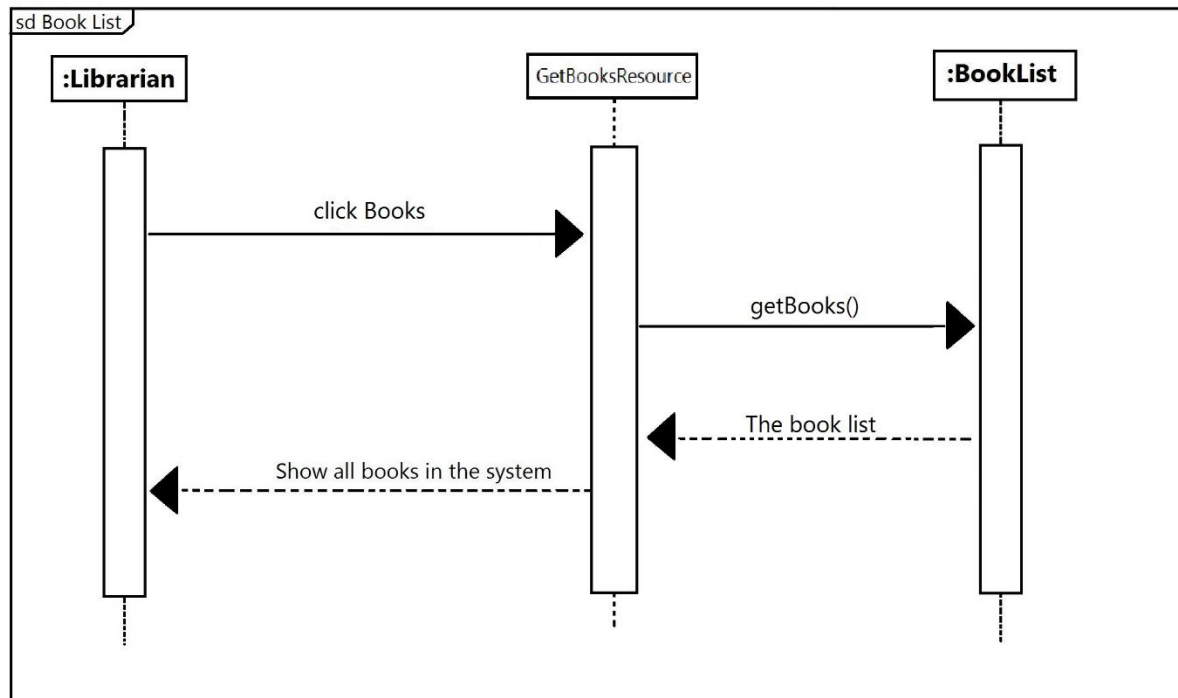 sd Book List
:Librarian
GetBooksResource
:BookList
click Books
getBooks()
The book list
Show all books in the system